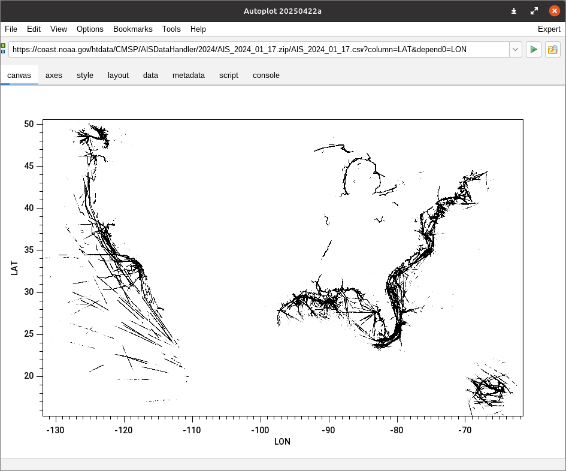 Autoplot 20250422a
File Edit View Options Bookmarks Tools Help Expert
https://coast.noaa.gov/htdata/CMSP/AISDataHandler/2024/AIS_2024_01_17.zip/AIS_2024_01_17.csv?column=LAT&depend0=LON
canvas axes style layout data metadata script console
50
45
40
35
30
25
20
LAT
-130 -120 -110 -100 -90 -80 -70
LON